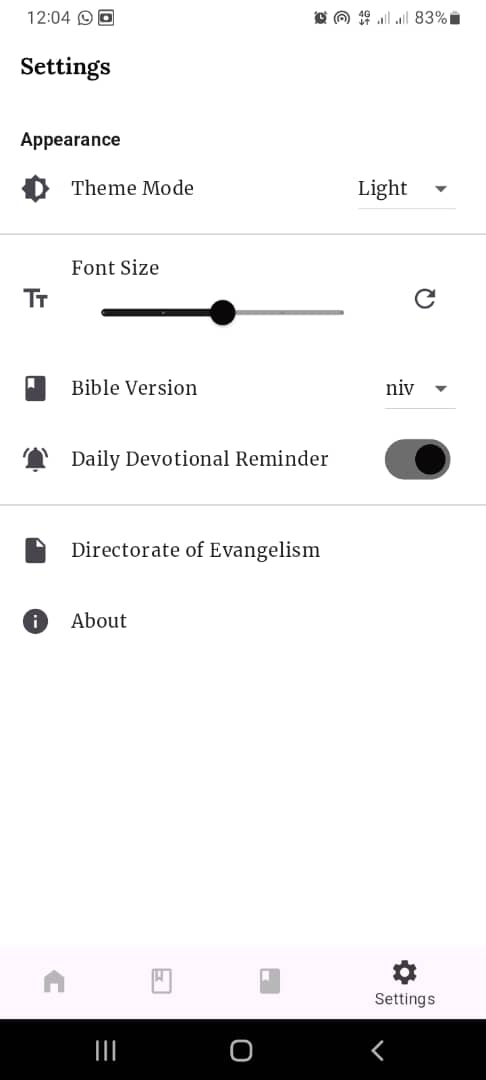 12:04 4G 83%
Settings
Appearance
Theme Mode Light
Font Size
Bible Version niv
Daily Devotional Reminder
Directorate of Evangelism
About
Settings